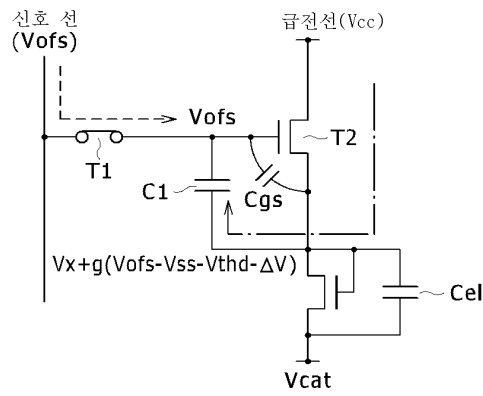 신호 선
(Vofs)
급전선(Vcc)
Vofs
T1
T2
C1
Cgs
Vx+g(Vofs-Vss-Vthd-ΔV)
Cel
Vcat